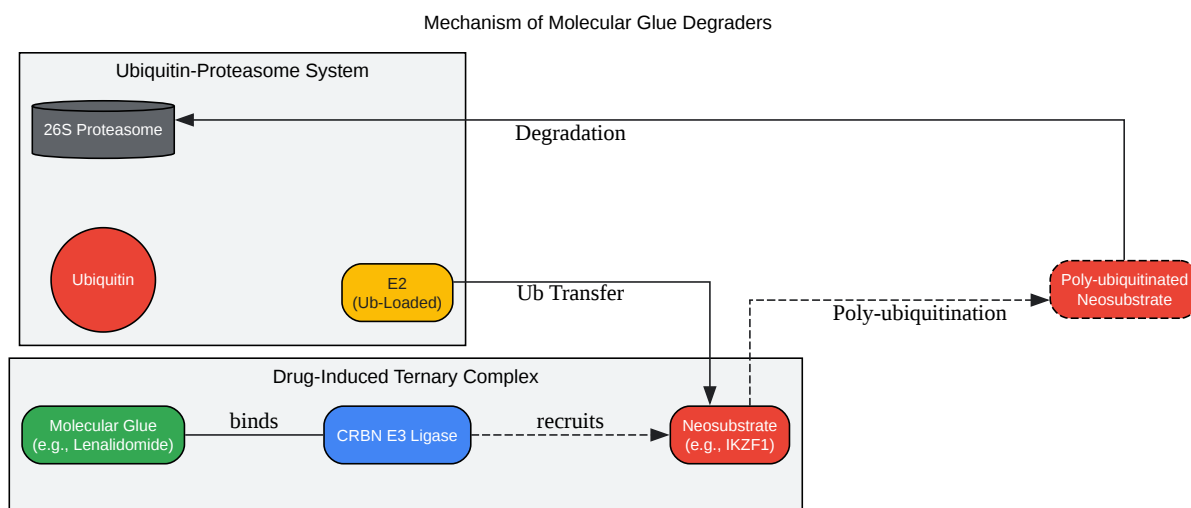 Mechanism of Molecular Glue Degraders
Ubiquitin-Proteasome System
26S Proteasome
Degradation
Ubiquitin
E2
(Ub-Loaded)
Ub Transfer
Poly-ubiquitinated
Neosubstrate
Poly-ubiquitination
Drug-Induced Ternary Complex
Molecular Glue
(e.g., Lenalidomide)
binds
CRBN E3 Ligase
recruits
Neosubstrate
(e.g., IKZF1)